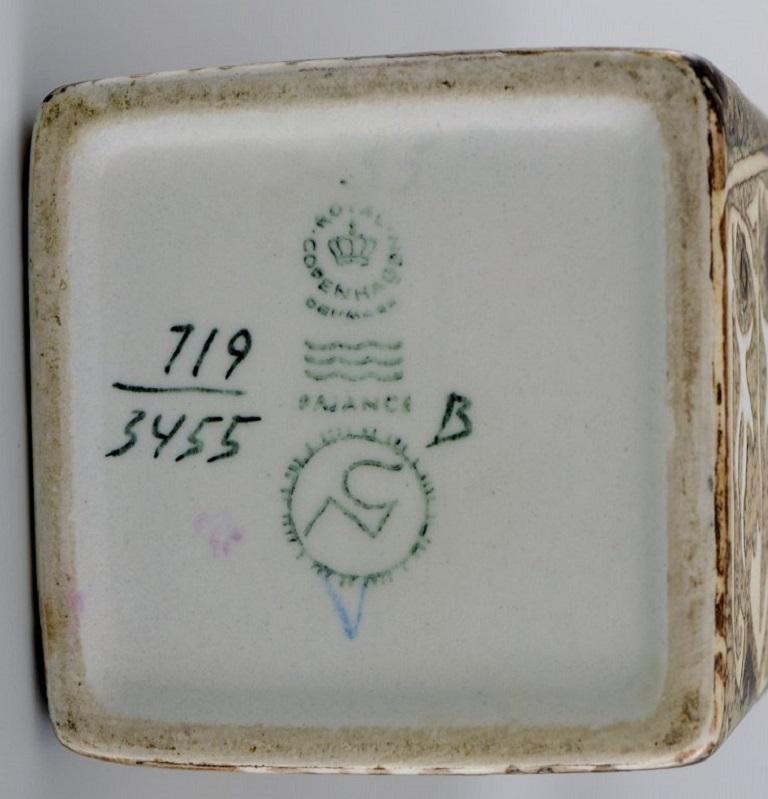 ROYAL
COPENHAGEN
DENMARK
FAJANCE
719
3455
B